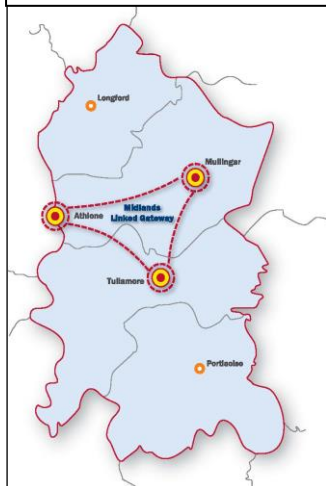 Longford
Mullingar
Midlands
Linked Gateway
Athlone
Tullamore
Portlaoise